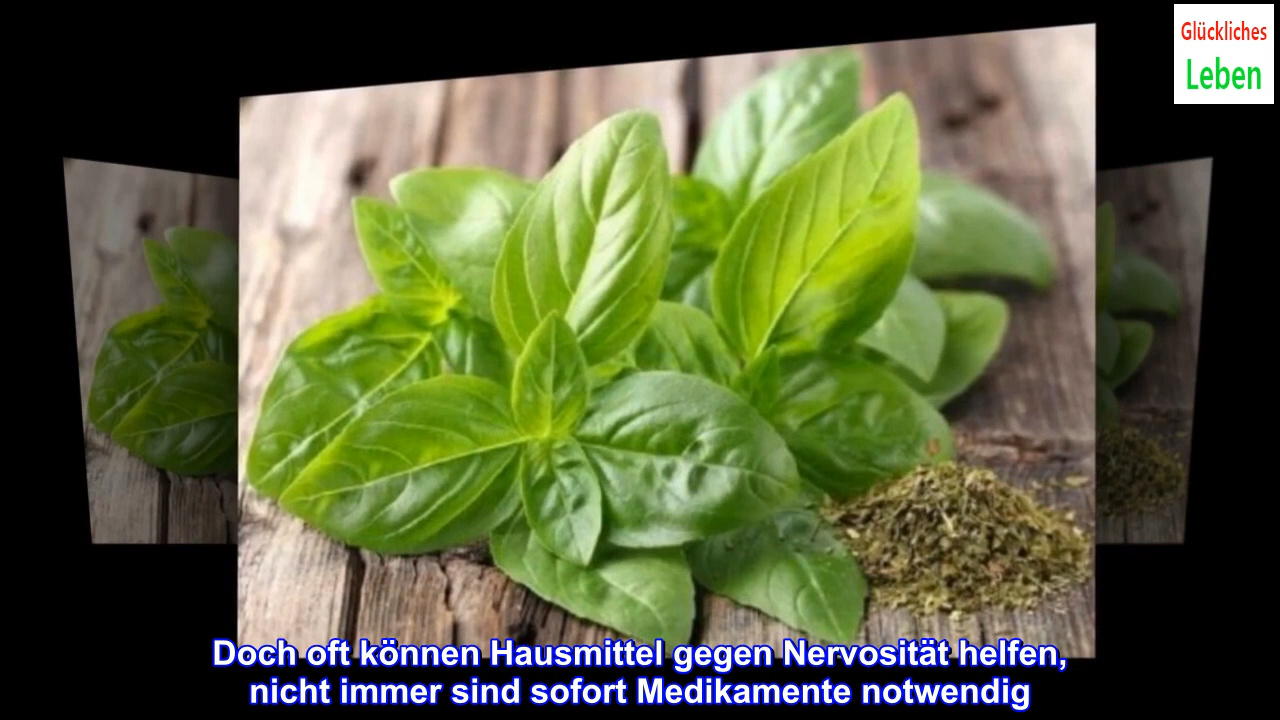 Glückliches
Leben
Doch oft können Hausmittel gegen Nervosität helfen,
nicht immer sind sofort Medikamente notwendig